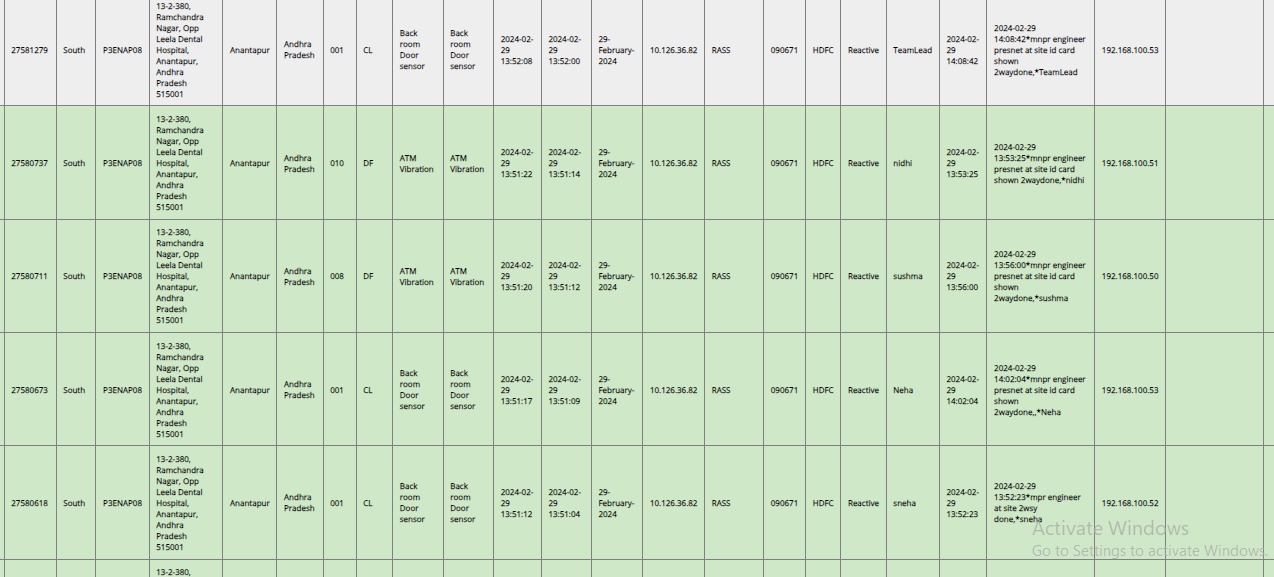 27581279 South P3ENAP08 13-2-380, Ramchandra Nagar, Opp Leela Dental Hospital, Anantapur, Andhra Pradesh 515001 Anantapur Andhra Pradesh 001 CL Back room Door sensor Back room Door sensor 2024-02-29 13:52:08 2024-02-29 13:52:00 29-February-2024 10.126.36.82 RASS 090671 HDFC Reactive TeamLead 2024-02-29 14:08:42 2024-02-29 14:08:42*mnpr engineer presnet at site id card shown 2waydone,*TeamLead 192.168.100.53
27580737 South P3ENAP08 13-2-380, Ramchandra Nagar, Opp Leela Dental Hospital, Anantapur, Andhra Pradesh 515001 Anantapur Andhra Pradesh 010 DF ATM Vibration ATM Vibration 2024-02-29 13:51:22 2024-02-29 13:51:14 29-February-2024 10.126.36.82 RASS 090671 HDFC Reactive nidhi 2024-02-29 13:53:25 2024-02-29 13:53:25*mnpr engineer presnet at site id card shown 2waydone,*nidhi 192.168.100.51
27580711 South P3ENAP08 13-2-380, Ramchandra Nagar, Opp Leela Dental Hospital, Anantapur, Andhra Pradesh 515001 Anantapur Andhra Pradesh 008 DF ATM Vibration ATM Vibration 2024-02-29 13:51:20 2024-02-29 13:51:12 29-February-2024 10.126.36.82 RASS 090671 HDFC Reactive sushma 2024-02-29 13:56:00 2024-02-29 13:56:00*mnpr engineer presnet at site id card shown 2waydone,*sushma 192.168.100.50
27580673 South P3ENAP08 13-2-380, Ramchandra Nagar, Opp Leela Dental Hospital, Anantapur, Andhra Pradesh 515001 Anantapur Andhra Pradesh 001 CL Back room Door sensor Back room Door sensor 2024-02-29 13:51:17 2024-02-29 13:51:09 29-February-2024 10.126.36.82 RASS 090671 HDFC Reactive Neha 2024-02-29 14:02:04 2024-02-29 14:02:04*mnpr engineer presnet at site id card shown 2waydone,,*Neha 192.168.100.53
27580618 South P3ENAP08 13-2-380, Ramchandra Nagar, Opp Leela Dental Hospital, Anantapur, Andhra Pradesh 515001 Anantapur Andhra Pradesh 001 CL Back room Door sensor Back room Door sensor 2024-02-29 13:51:12 2024-02-29 13:51:04 29-February-2024 10.126.36.82 RASS 090671 HDFC Reactive sneha 2024-02-29 13:52:23 2024-02-29 13:52:23*mpr engineer at site 2wsy done,*sneha 192.168.100.52
Activate Windows
Go to Settings to activate Windows.
13-2-380,